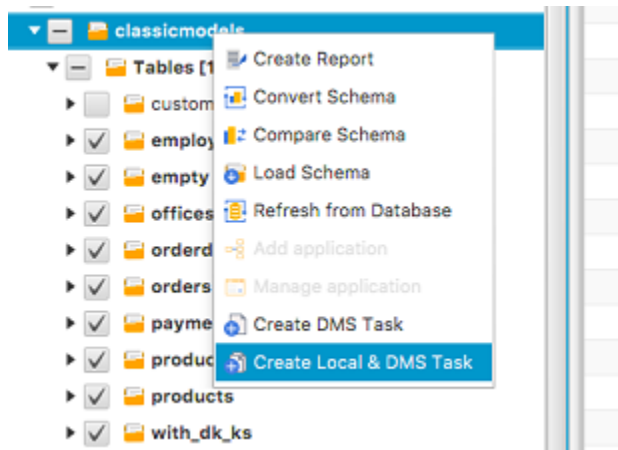 classicmodels
Tables [1
Create Report
custom
Convert Schema
employ
Compare Schema
empty
Load Schema
offices
Refresh from Database
orderd
Add application
orders
Manage application
payme
Create DMS Task
produc
Create Local & DMS Task
products
with_dk_ks